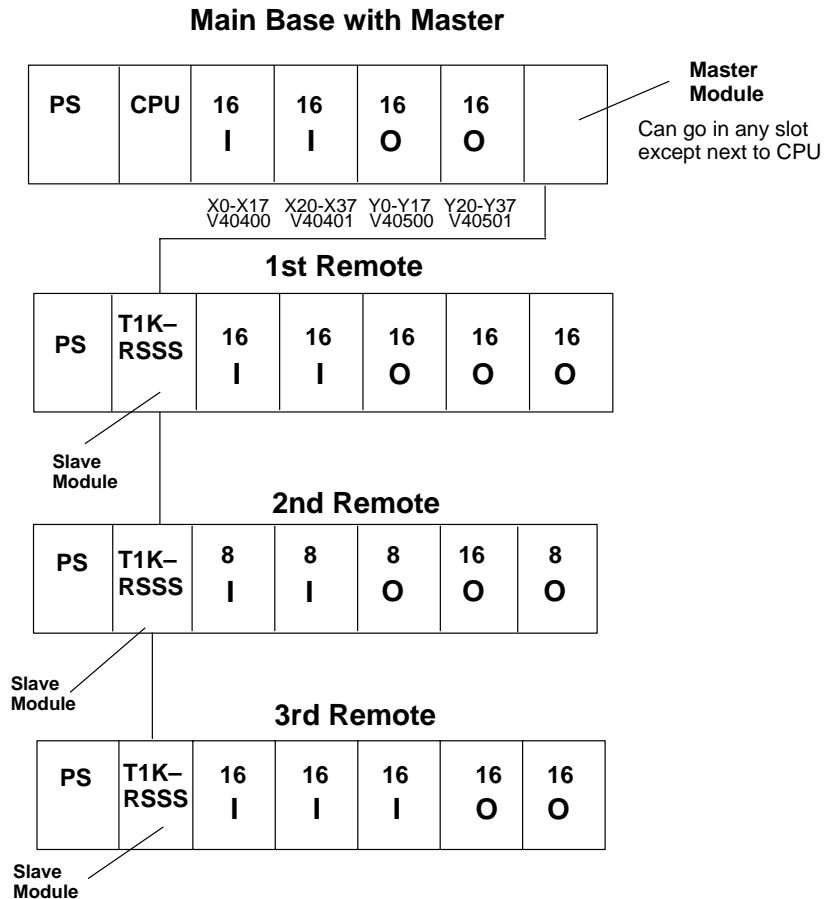 Main Base with Master
PS CPU 16 16 16 16
I I O O
Master
Module
Can go in any slot
except next to CPU
X0-X17 X20-X37 Y0-Y17 Y20-Y37
V40400 V40401 V40500 V40501
1st Remote
PS T1K–
RSSS 16 16 16 16 16
I I O O O
Slave
Module
2nd Remote
PS T1K–
RSSS 8 8 8 16 8
I I O O O
Slave
Module
3rd Remote
PS T1K–
RSSS 16 16 16 16 16
I I I O O
Slave
Module